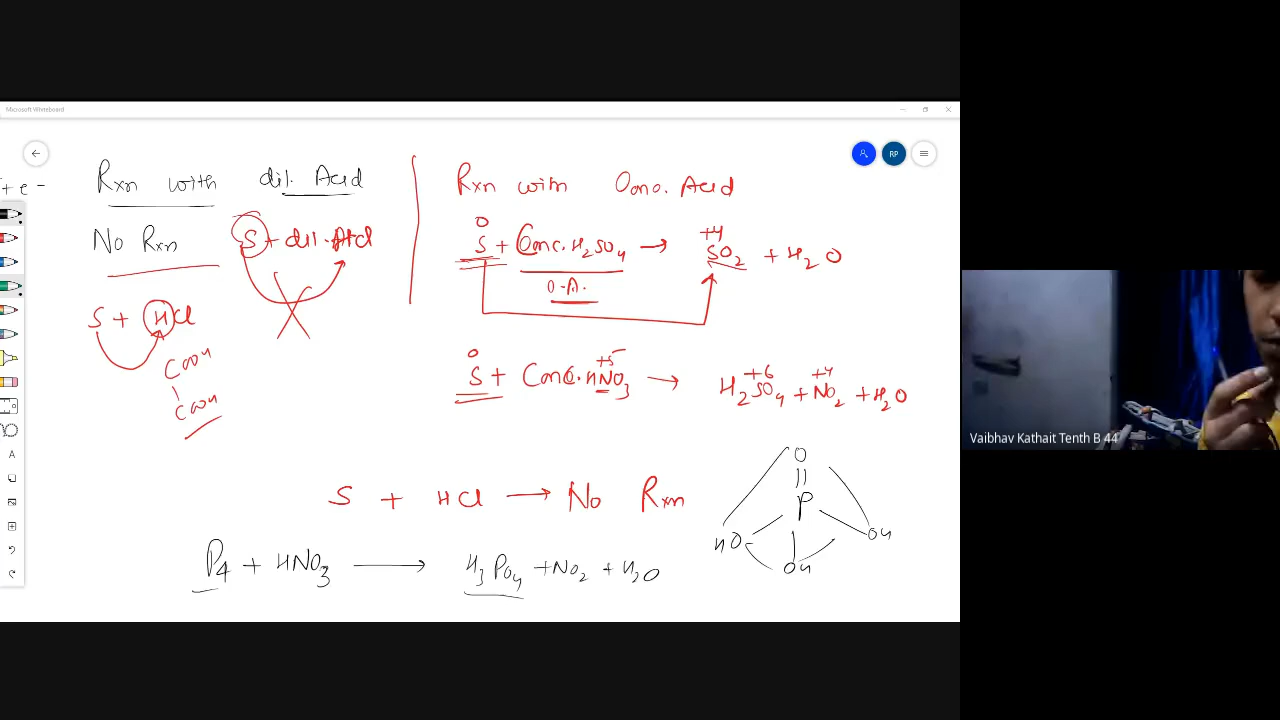 Microsoft Whiteboard
RP
+ e -
Rxn with dil. Acid
No Rxn
S + dil. HCl
S + HCl
COOH
COOH
Rxn with Conc. Acid
0 +4
S + Conc. H2SO4 → SO2 + H2O
O.A.
0 +5 +6 +4
S + Conc. HNO3 → H2SO4 + NO2 + H2O
S + HCl → No Rxn
P4 + HNO3 → H3PO4 + NO2 + H2O
O
P
HO OH
OH
A
Vaibhav Kathait Tenth B 44